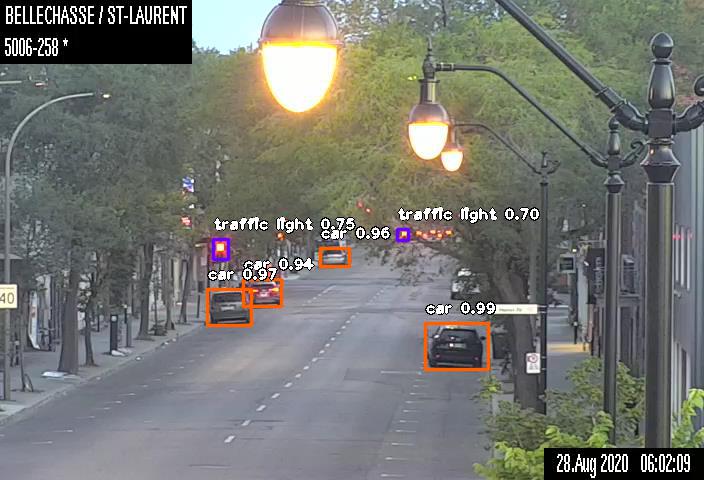 BELLECHASSE / ST-LAURENT
5006-258 *
traffic light 0.75
traffic light 0.70
car 0.96
car 0.94
car 0.97
40
car 0.99
28.Aug 2020 06:02:09